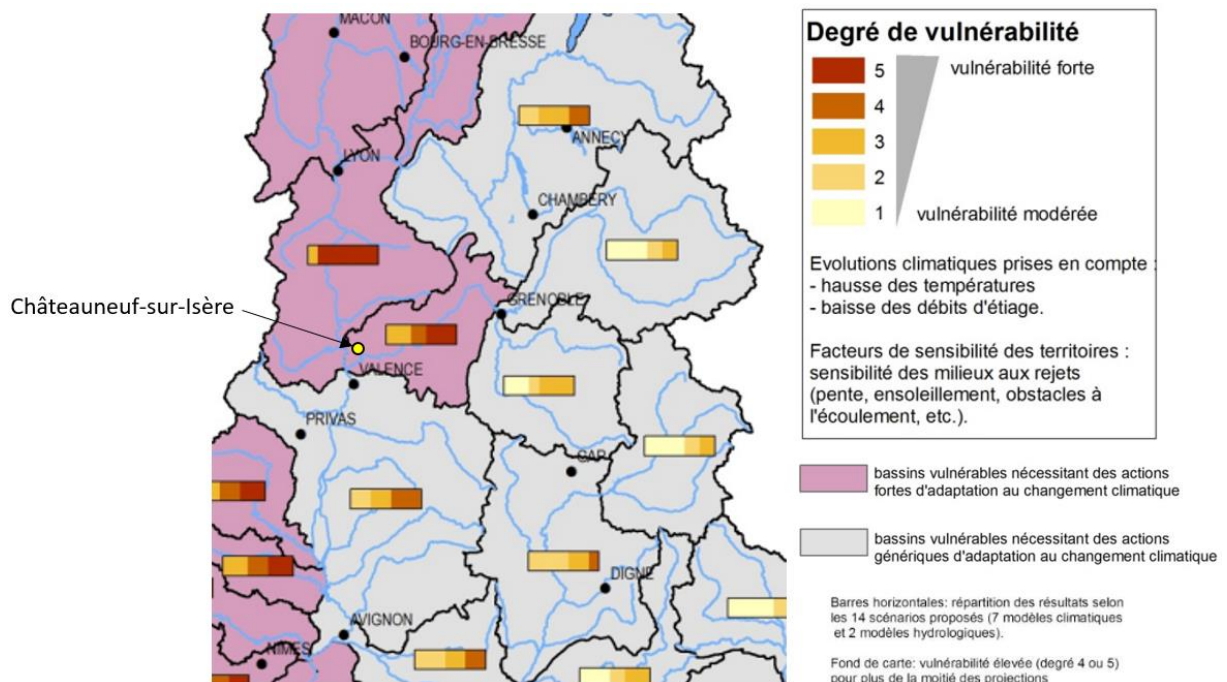 MACON
BOURG-EN-BRESSE
ANNECY
LYON
CHAMBERY
GRENOBLE
Châteauneuf-sur-Isère
VALENCE
PRIVAS
GAP
DIGNE
AVIGNON
NIMES
Degré de vulnérabilité
5
vulnérabilité forte
4
3
2
1
vulnérabilité modérée
Evolutions climatiques prises en compte :
- hausse des températures
- baisse des débits d'étiage.
Facteurs de sensibilité des territoires :
sensibilité des milieux aux rejets
(pente, ensoleillement, obstacles à
l'écoulement, etc.).
bassins vulnérables nécessitant des actions
fortes d'adaptation au changement climatique
bassins vulnérables nécessitant des actions
génériques d'adaptation au changement climatique
Barres horizontales: répartition des résultats selon
les 14 scénarios proposés (7 modèles climatiques
et 2 modèles hydrologiques).
Fond de carte: vulnérabilité élevée (degré 4 ou 5)
pour plus de la moitié des projections